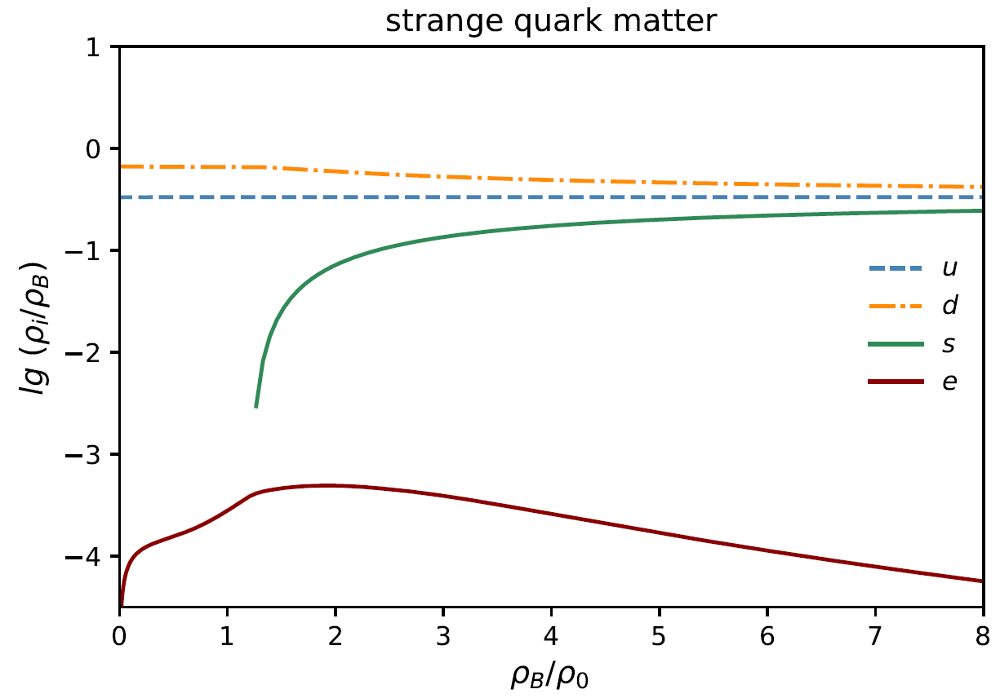 strange quark matter
1
0
−1
−2
−3
−4
lg (ρi/ρB)
u
d
s
e
0 1 2 3 4 5 6 7 8
ρB/ρ0